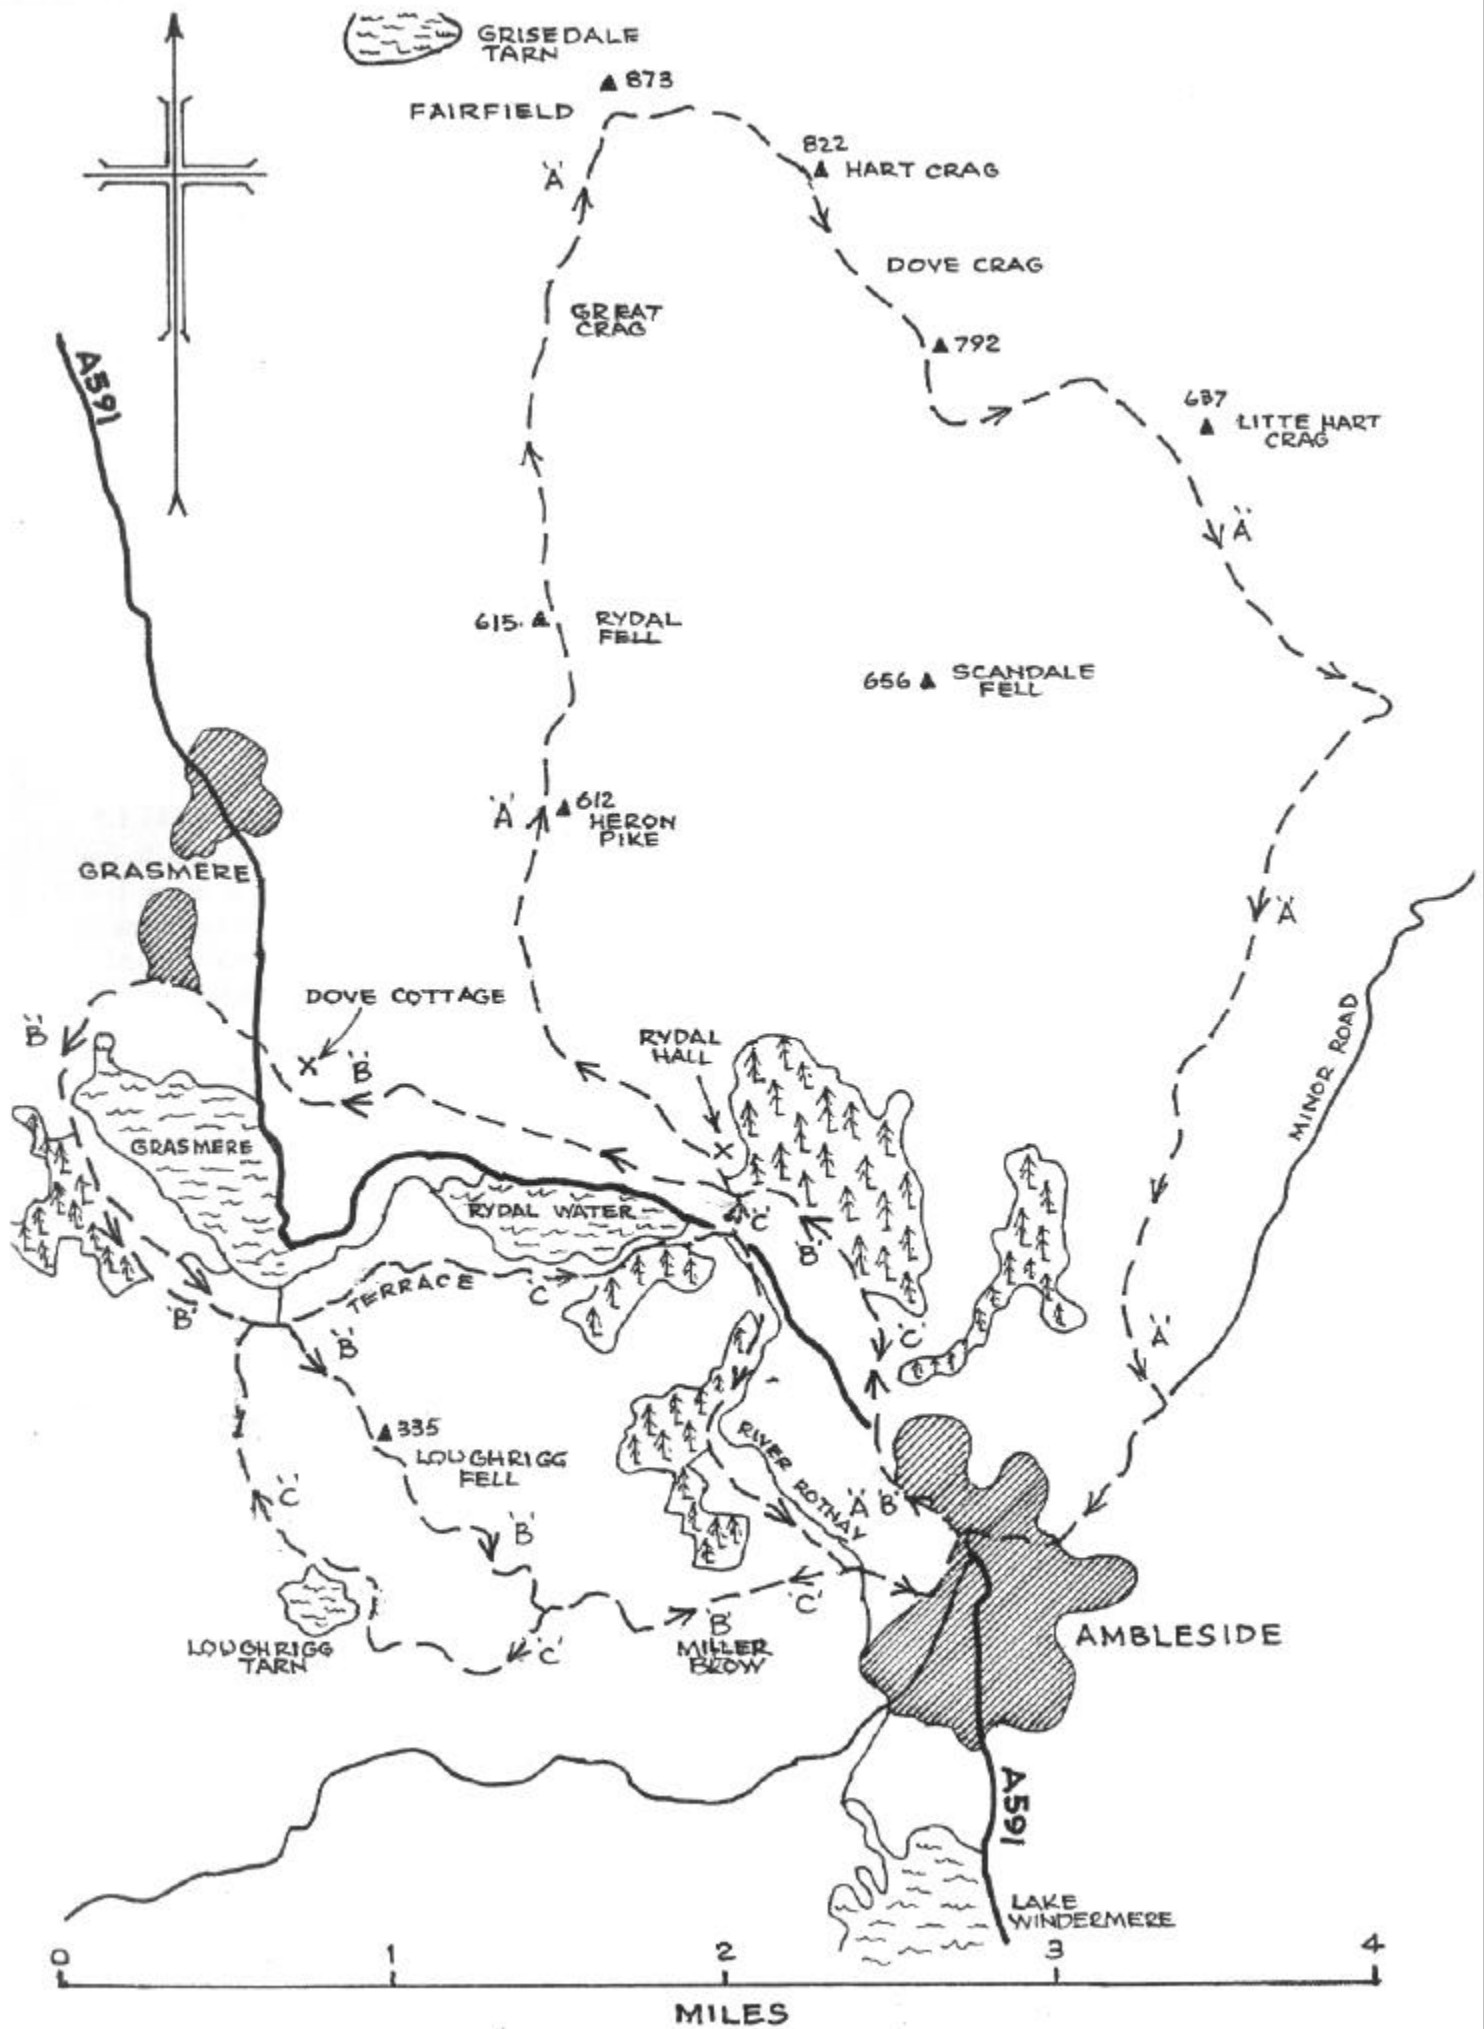 GRISEDALE
TARN
873
FAIRFIELD
822
HART CRAG
'A'
DOVE CRAG
GREAT
CRAG
A591
792
637
LITTE HART
CRAG
'A'
615.
RYDAL
FELL
656
SCANDALE
FELL
'A'
612
HERON
PIKE
GRASMERE
'A'
DOVE COTTAGE
'B'
RYDAL
HALL
MINOR ROAD
'B'
GRASMERE
RYDAL WATER
'C'
'B'
TERRACE
'C'
'B'
'B'
'C'
'A'
335
LOUGHRIGG
FELL
RIVER ROTHAY
'C'
'A' 'B'
'B'
'C'
'B'
MILLER
BROW
'C'
LOUGHRIGG
TARN
AMBLESIDE
A591
LAKE
WINDERMERE
0 1 2 3 4
MILES